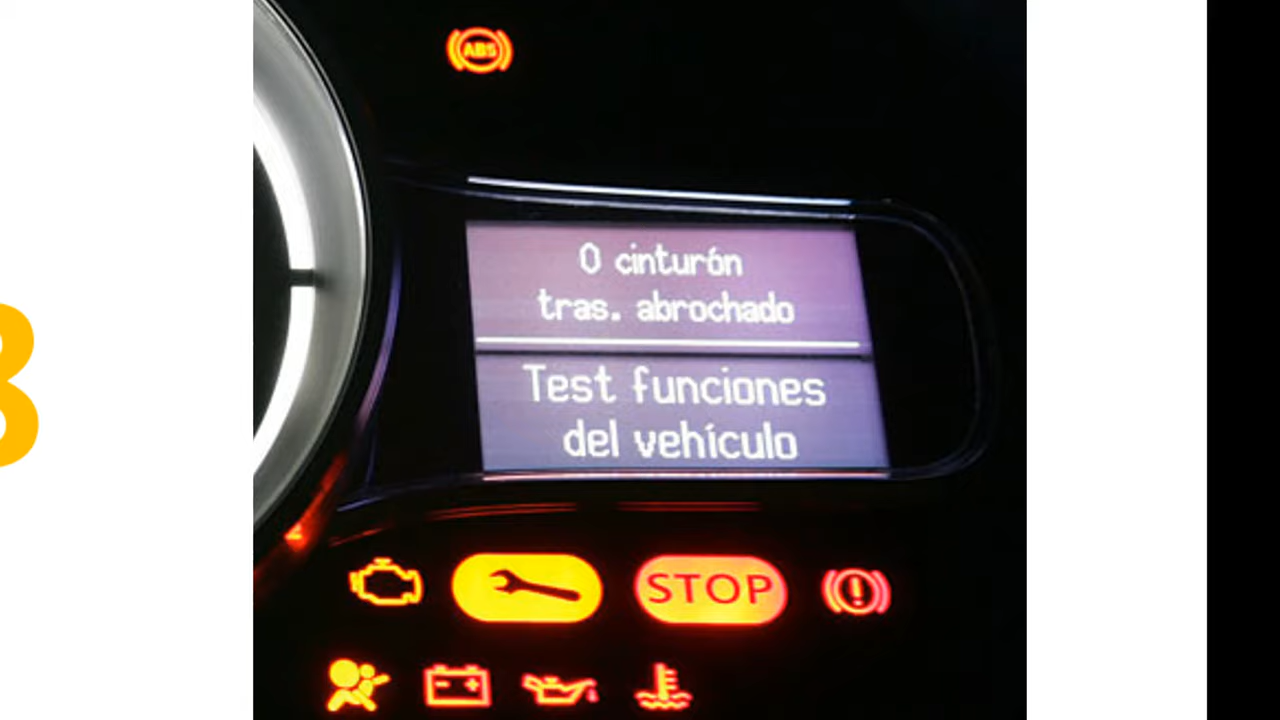 ABS
0 cinturón
tras. abrochado
Test funciones
del vehículo
STOP